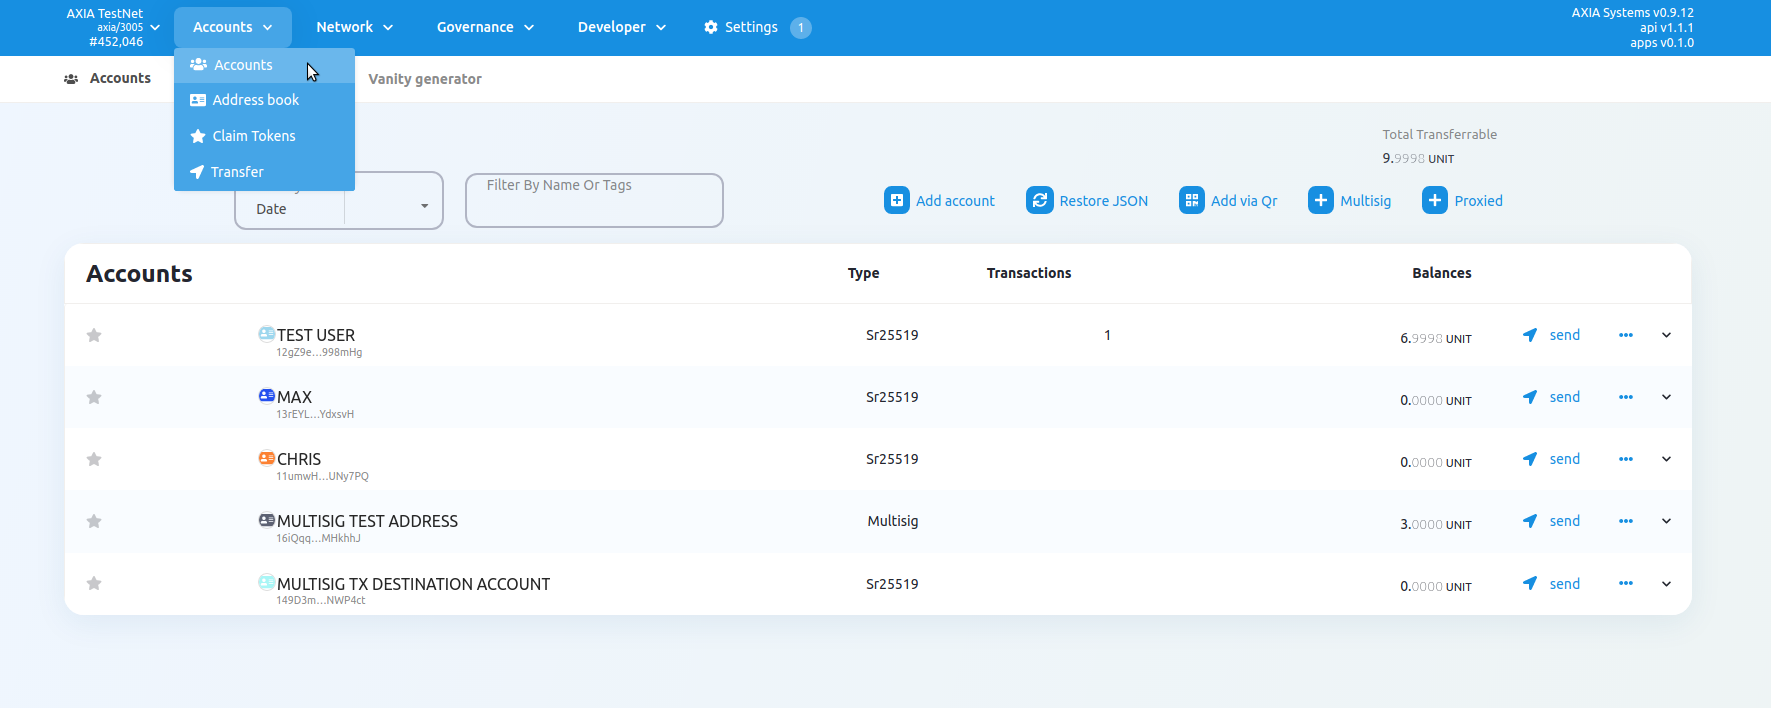 AXIA TestNet
axia/3005
#452,046
Accounts
Network
Governance
Developer
Settings
1
AXIA Systems v0.9.12
api v1.1.1
apps v0.1.0
Accounts
Vanity generator
Accounts
Address book
Claim Tokens
Transfer
Total Transferrable
9.9998 UNIT
Date
Filter By Name Or Tags
Add account
Restore JSON
Add via Qr
Multisig
Proxied
Accounts Type Transactions Balances
TEST USER Sr25519 1 6.9998 UNIT send
12gZ9e...998mHg
MAX Sr25519 0.0000 UNIT send
13rEYL...YdxsvH
CHRIS Sr25519 0.0000 UNIT send
11umwH...UNy7PQ
MULTISIG TEST ADDRESS Multisig 3.0000 UNIT send
16iQqq...MHkhhJ
MULTISIG TX DESTINATION ACCOUNT Sr25519 0.0000 UNIT send
149D3m...NWP4ct